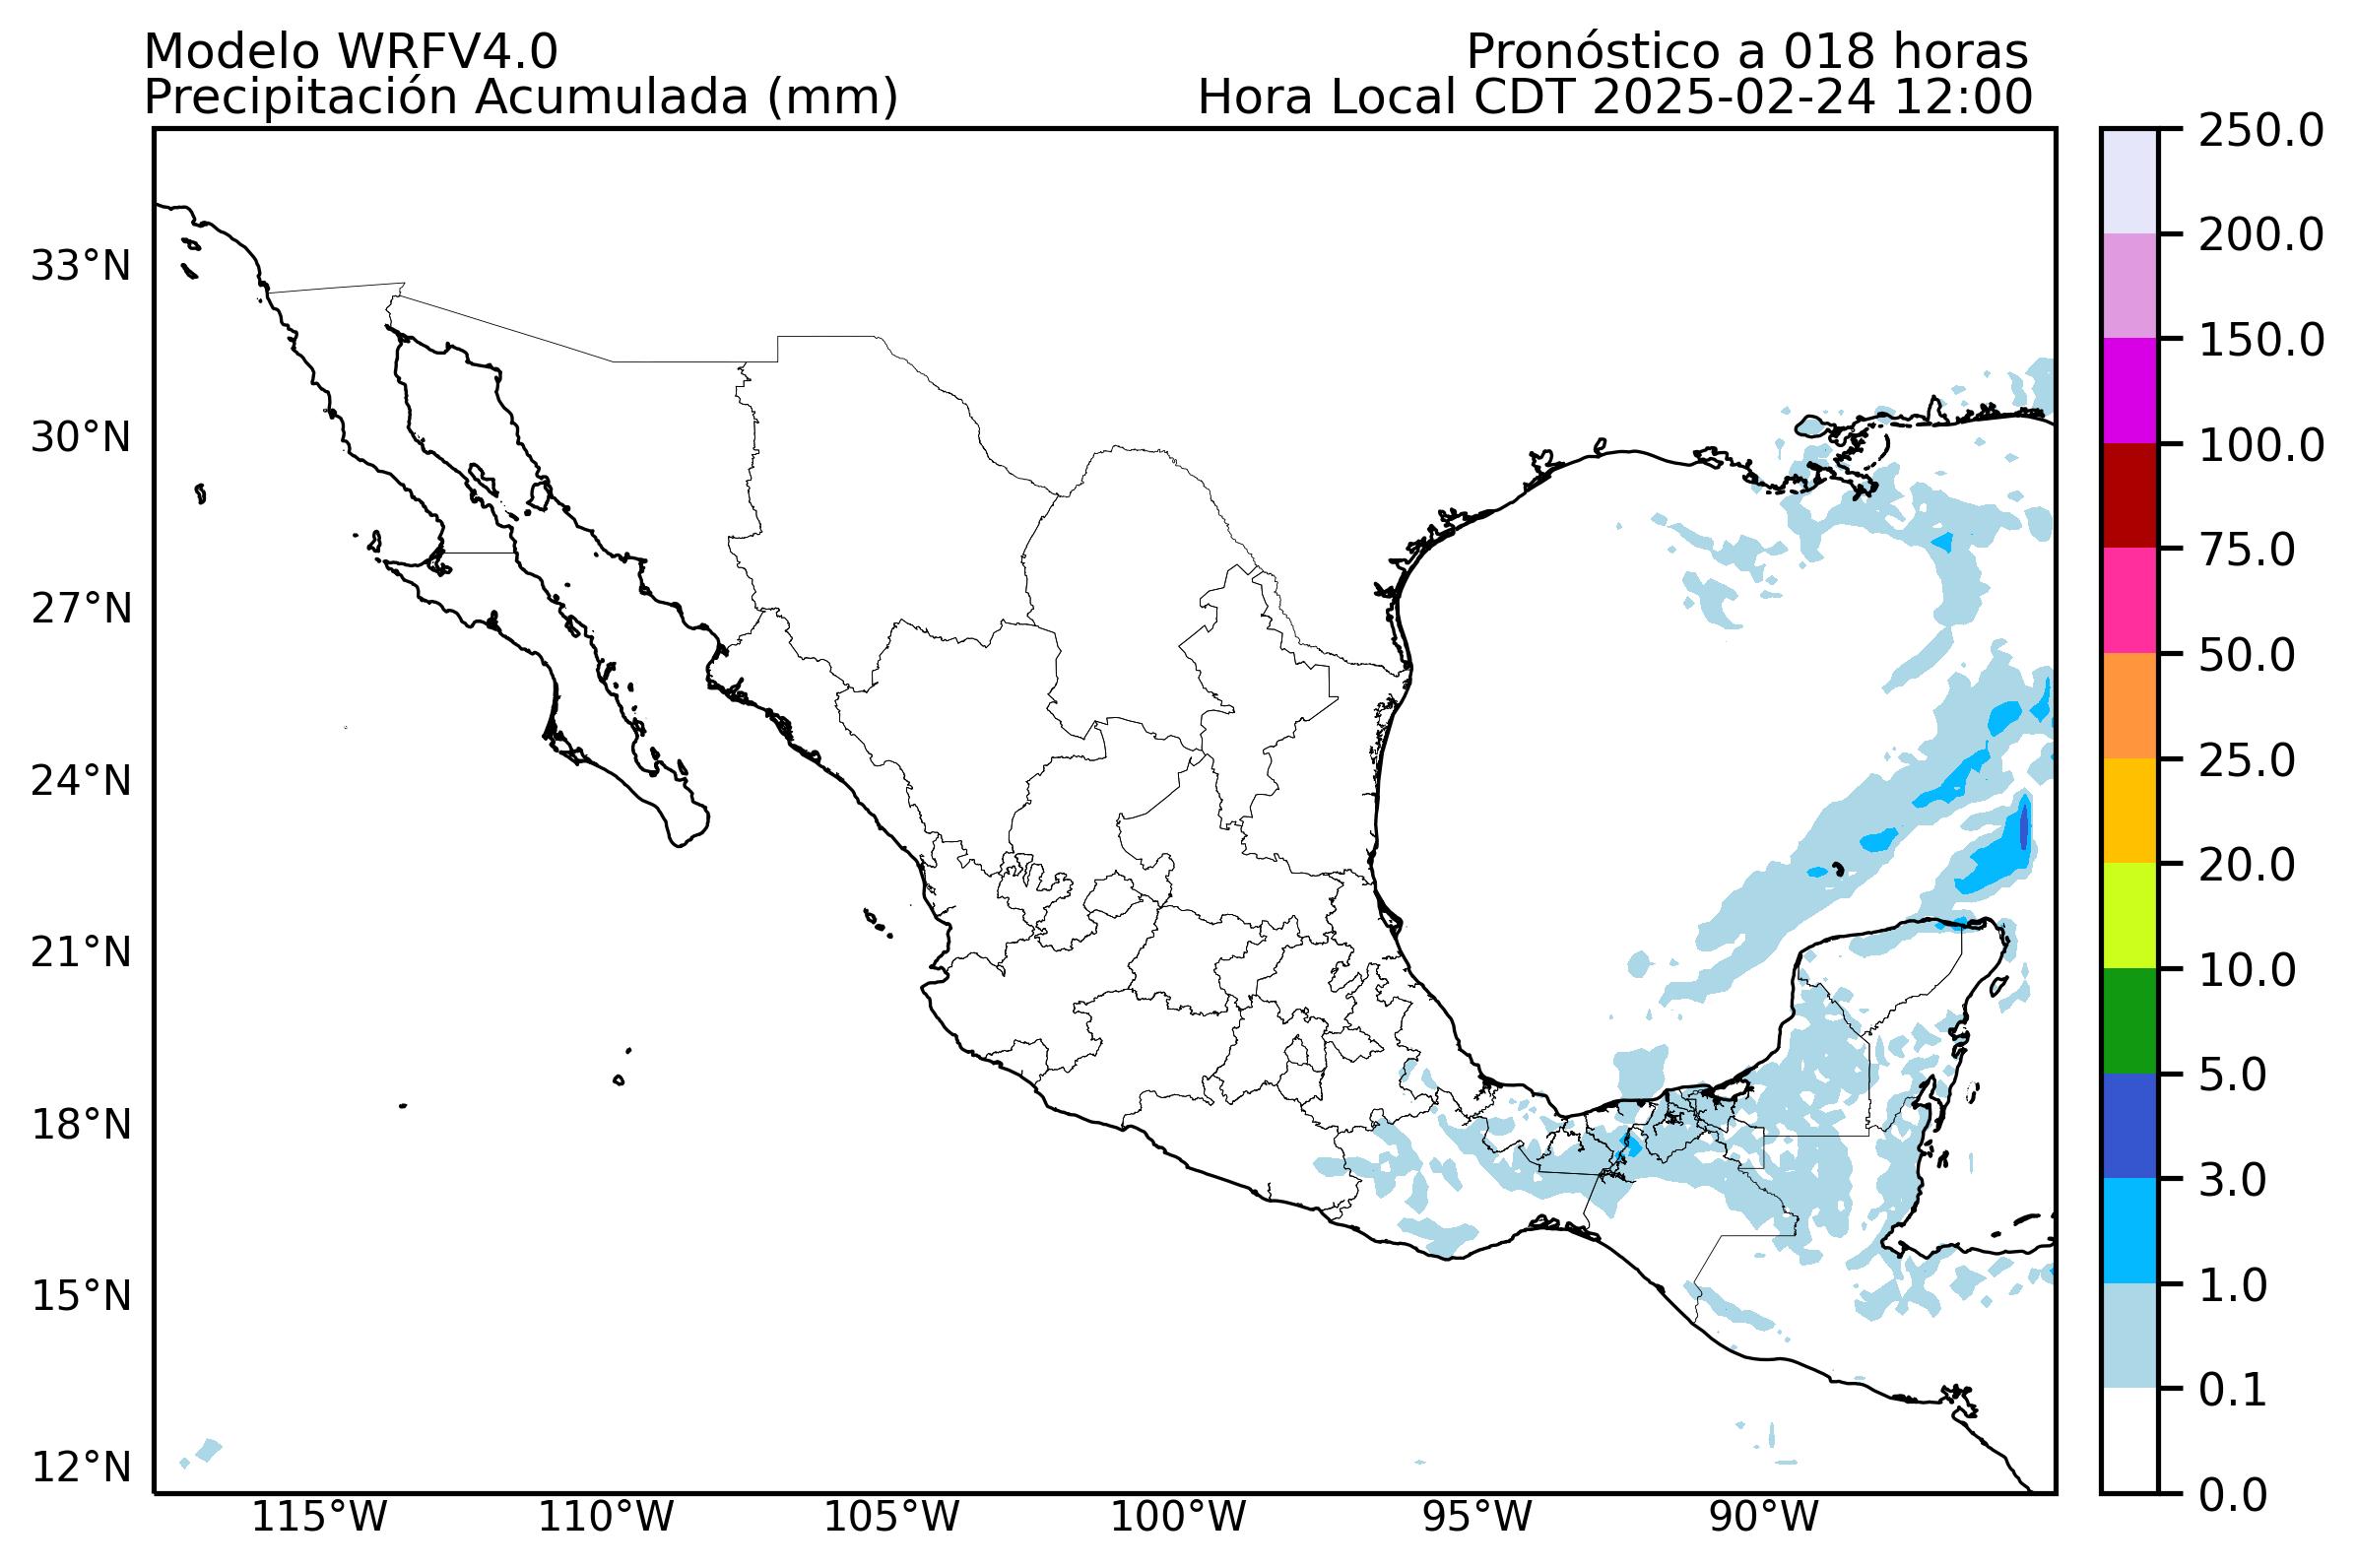 Modelo WRFV4.0
Pronóstico a 018 horas
Precipitación Acumulada (mm)
Hora Local CDT 2025-02-24 12:00
33°N
30°N
27°N
24°N
21°N
18°N
15°N
12°N
115°W
110°W
105°W
100°W
95°W
90°W
250.0
200.0
150.0
100.0
75.0
50.0
25.0
20.0
10.0
5.0
3.0
1.0
0.1
0.0